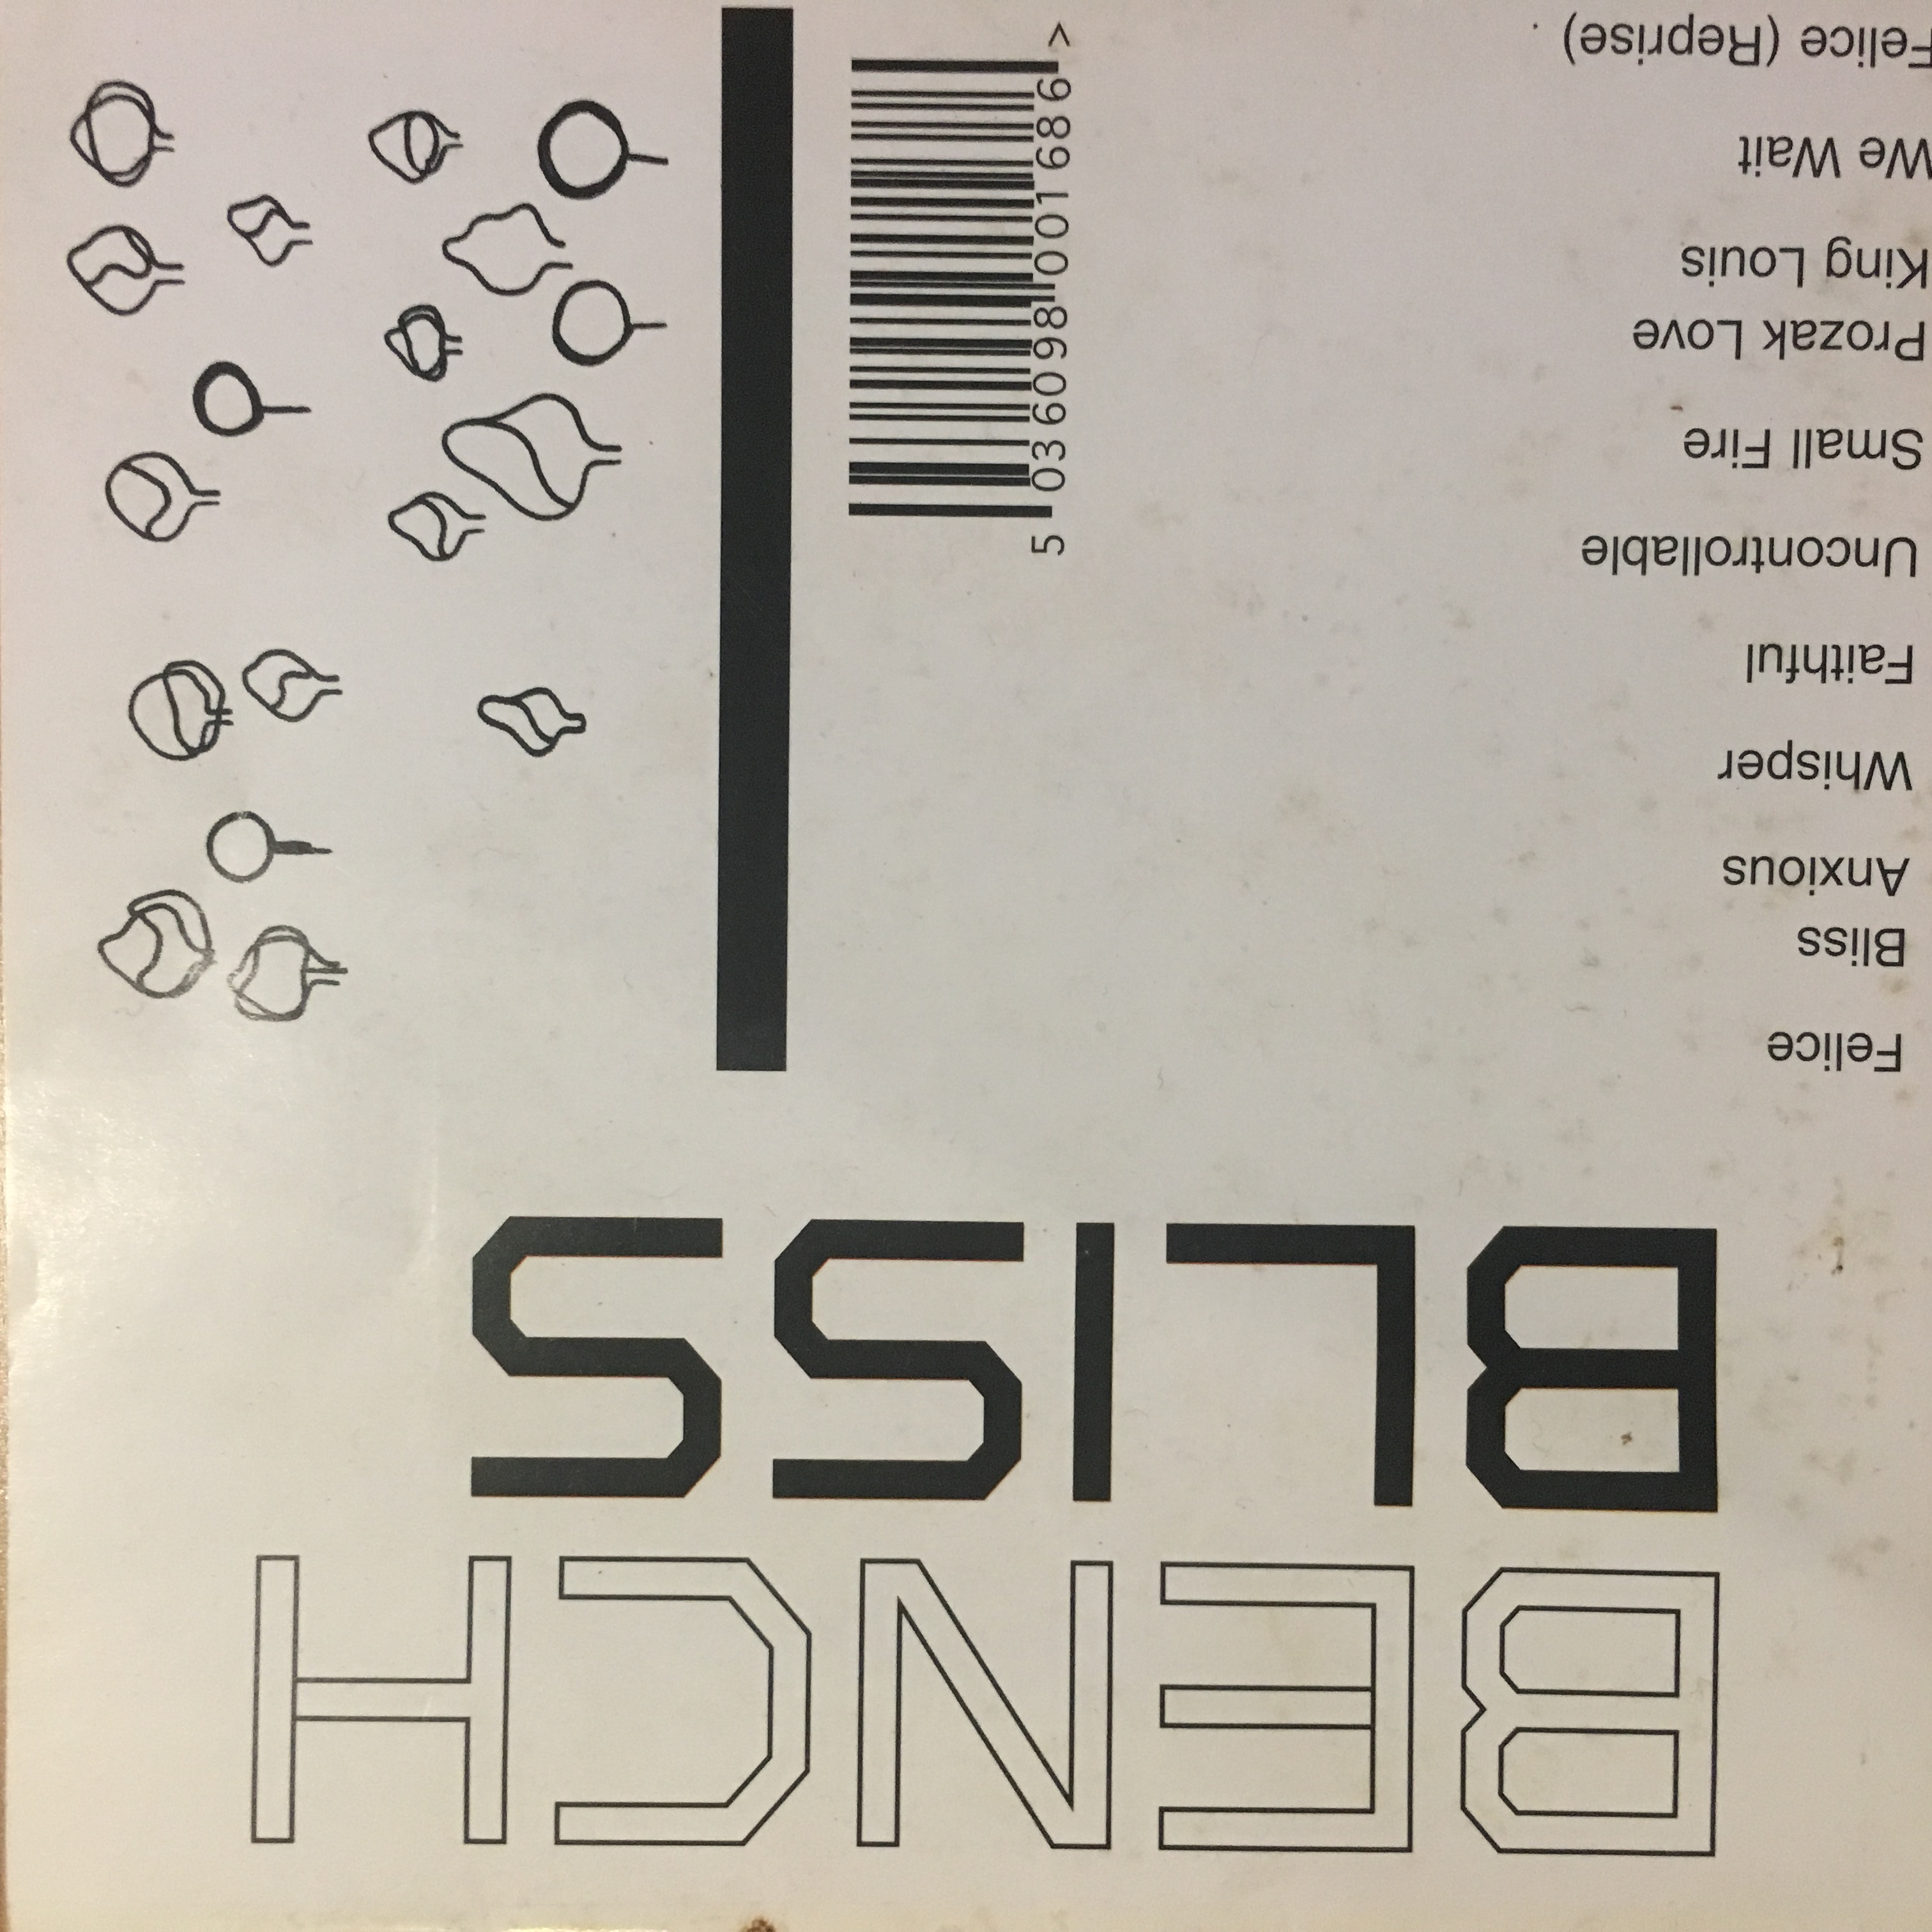 BENCH
BLISS
Felice
Bliss
Anxious
Whisper
Faithful
Uncontrollable
Small Fire
Prozak Love
King Louis
We Wait
Felice (Reprise) .
5 036098 001686 >